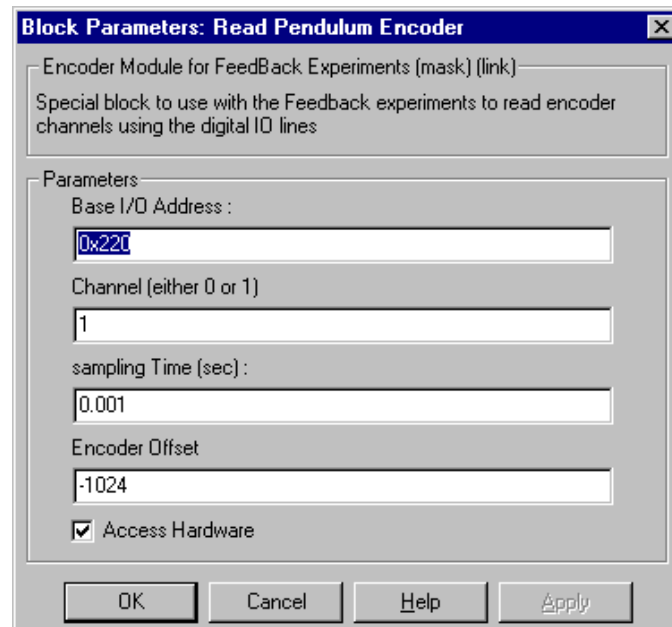 Block Parameters: Read Pendulum Encoder
Encoder Module for FeedBack Experiments (mask) (link)
Special block to use with the Feedback experiments to read encoder
channels using the digital IO lines
Parameters
Base I/O Address :
0x220
Channel (either 0 or 1)
1
sampling Time (sec) :
0.001
Encoder Offset
-1024
Access Hardware
OK Cancel Help Apply